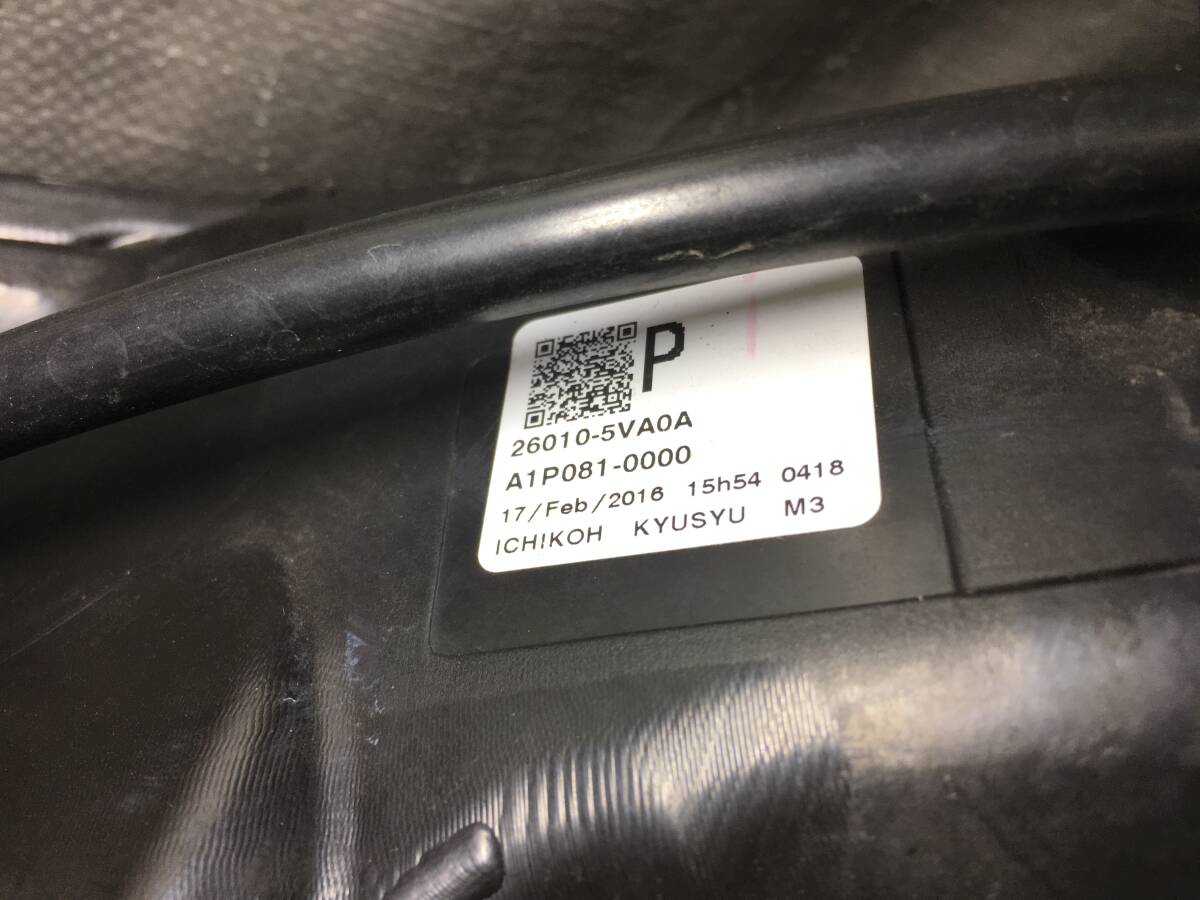 P
26010-5VA0A
A1P081-0000
17/Feb/2016 15h54 0418
ICHIKOH KYUSYU M3